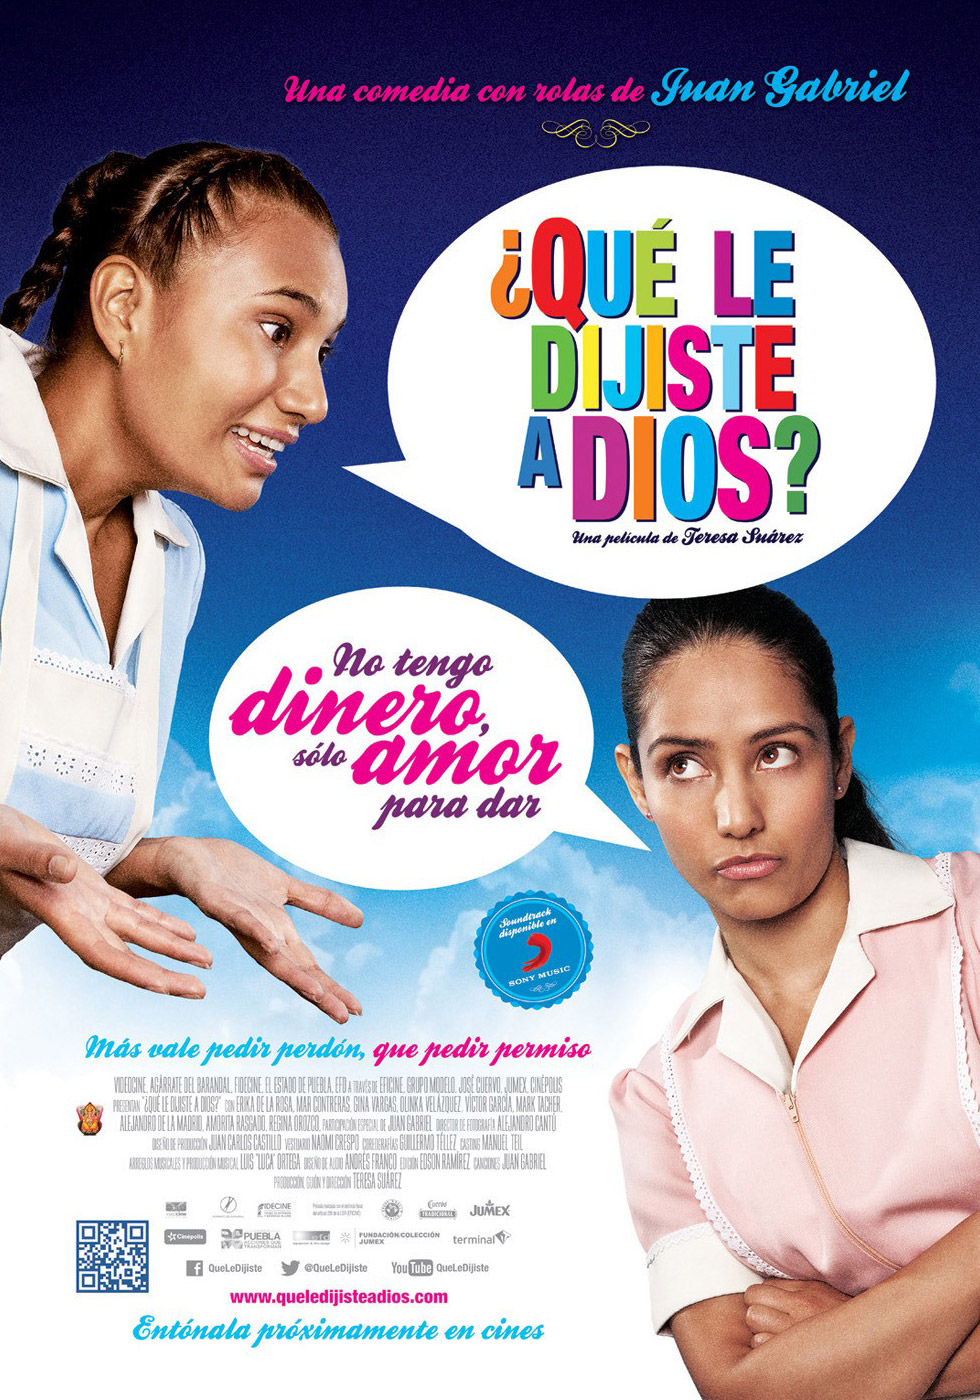 Una comedia con rolas de Juan Gabriel
¿QUÉ LE
DIJISTE
A DIOS?
Una película de Teresa Suárez
No tengo
dinero,
sólo amor
para dar
Soundtrack
disponible en
SONY MUSIC
Más vale pedir perdón, que pedir permiso
VIDEOCINE, AGÁRRATE DEL BARANDAL, FIDECINE, EL ESTADO DE PUEBLA, EFD A TRAVÉS DE EFICINE, GRUPO MODELO, JOSÉ CUERVO, JUMEX, CINÉPOLIS
PRESENTAN "¿QUÉ LE DIJISTE A DIOS?" CON ERIKA DE LA ROSA, MAR CONTRERAS, GINA VARGAS, OLINKA VELÁZQUEZ, VÍCTOR GARCÍA, MARK TACHER,
ALEJANDRO DE LA MADRID, AMORITA RASGADO, REGINA OROZCO, PARTICIPACIÓN ESPECIAL DE JUAN GABRIEL DIRECTOR DE FOTOGRAFÍA ALEJANDRO CANTÚ
DISEÑO DE PRODUCCIÓN JUAN CARLOS CASTILLO VESTUARIO NAOMI CRESPO COREOGRAFÍAS GUILLERMO TÉLLEZ CASTING MANUEL TEIL
ARREGLOS MUSICALES Y PRODUCCIÓN MUSICAL LUIS "LUCA" ORTEGA DISEÑO DE AUDIO ANDRÉS FRANCO EDICIÓN EDSON RAMÍREZ CANCIONES JUAN GABRIEL
PRODUCCIÓN, GUIÓN Y DIRECCIÓN TERESA SUÁREZ
FIDECINE
Cuervo
TRADICIONAL
JUMEX
Cinépolis
PUEBLA
ACCIONES QUE
TRANSFORMAN
FUNDACIÓN/COLECCIÓN
JUMEX
terminal
QueLeDijiste @QueLeDijiste YouTube QueLeDijiste
www.queledijisteadios.com
Entónala próximamente en cines